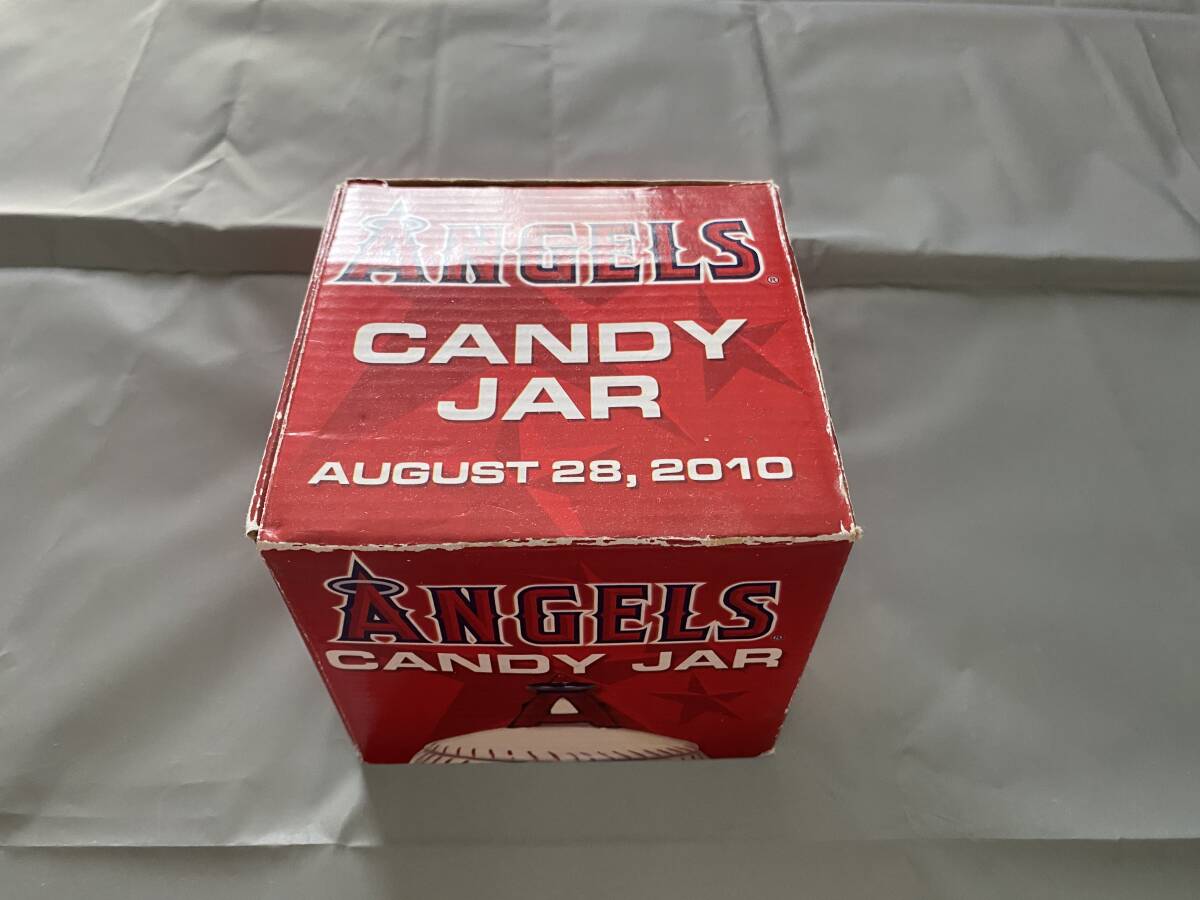 ANGELS ®
CANDY
JAR
AUGUST 28, 2010
ANGELS ®
CANDY JAR
A